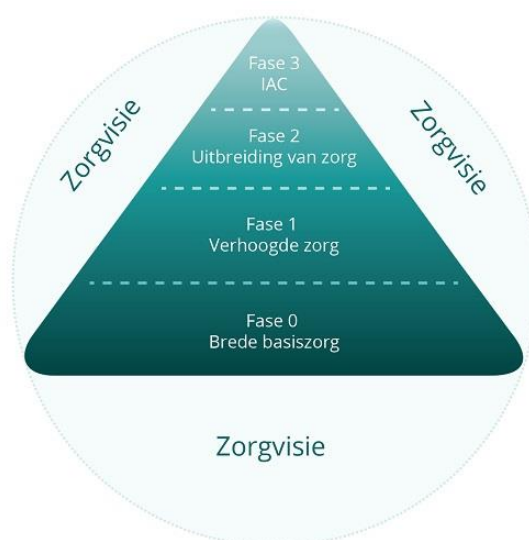 Fase 3
IAC
Zorgvisie
Zorgvisie
Fase 2
Uitbreiding van zorg
Fase 1
Verhoogde zorg
Fase 0
Brede basiszorg
Zorgvisie